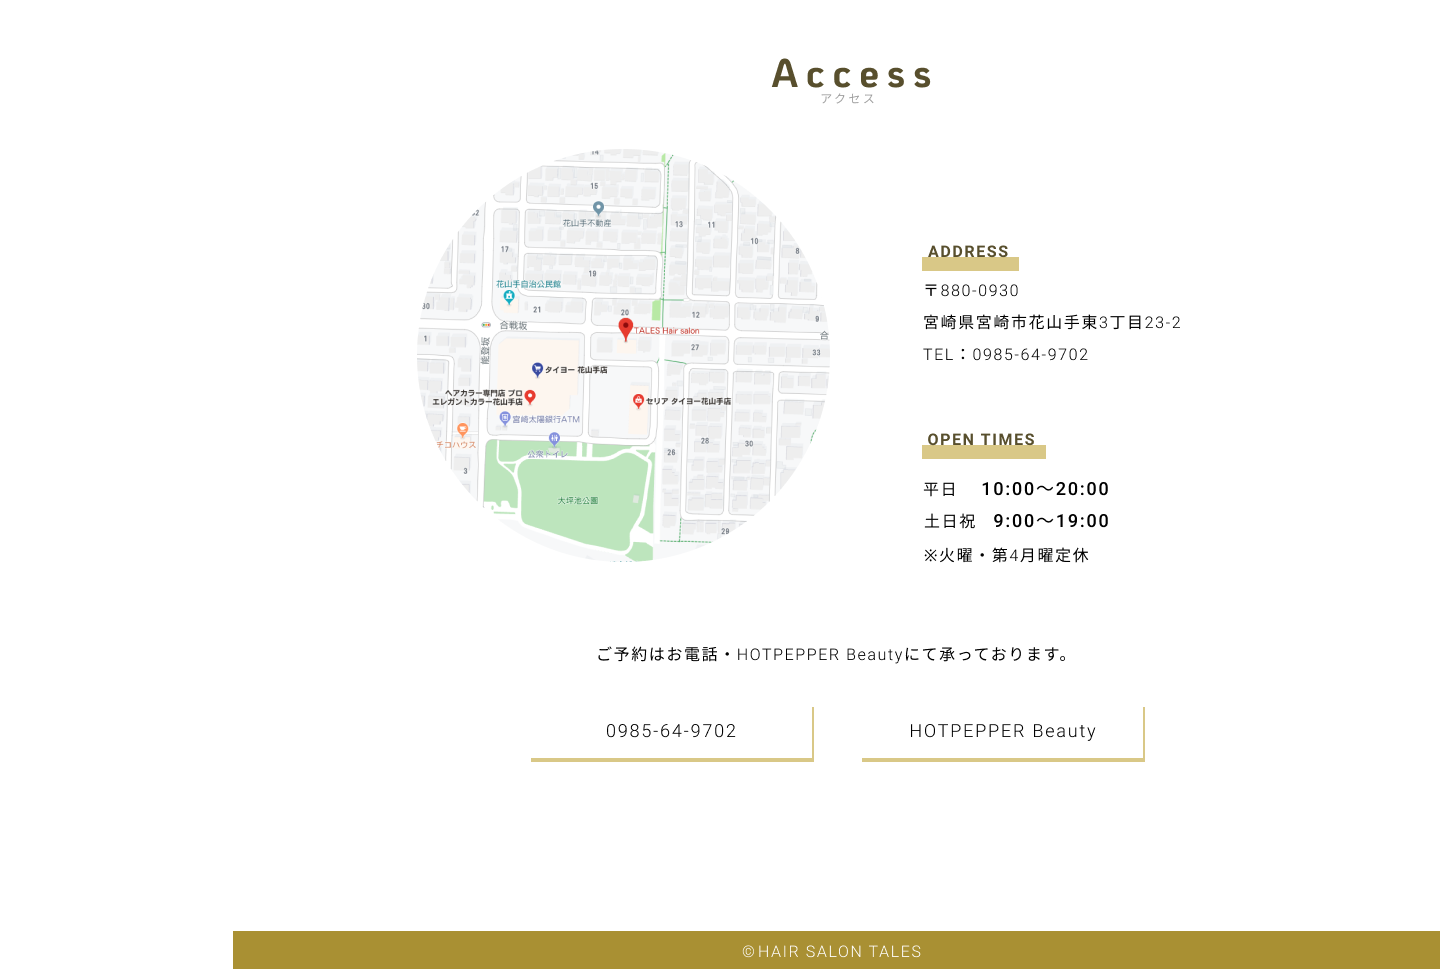 Access
アクセス
14
15
花山手不動産
13
11
10
8
17
19
花山手自治公民館
21
20
12
9
合戦坂
能登坂
TALES Hair salon
合
1
27
33
タイヨー 花山手店
ヘアカラー専門店 プロ
エレガントカラー花山手店
セリア タイヨー花山手店
宮崎太陽銀行ATM
チコハウス
公衆トイレ
28
30
26
3
大坪池公園
29
ADDRESS
〒880-0930
宮崎県宮崎市花山手東3丁目23-2
TEL：0985-64-9702
OPEN TIMES
平日 10:00〜20:00
土日祝 9:00〜19:00
※火曜・第4月曜定休
ご予約はお電話・HOTPEPPER Beautyにて承っております。
0985-64-9702
HOTPEPPER Beauty
©HAIR SALON TALES